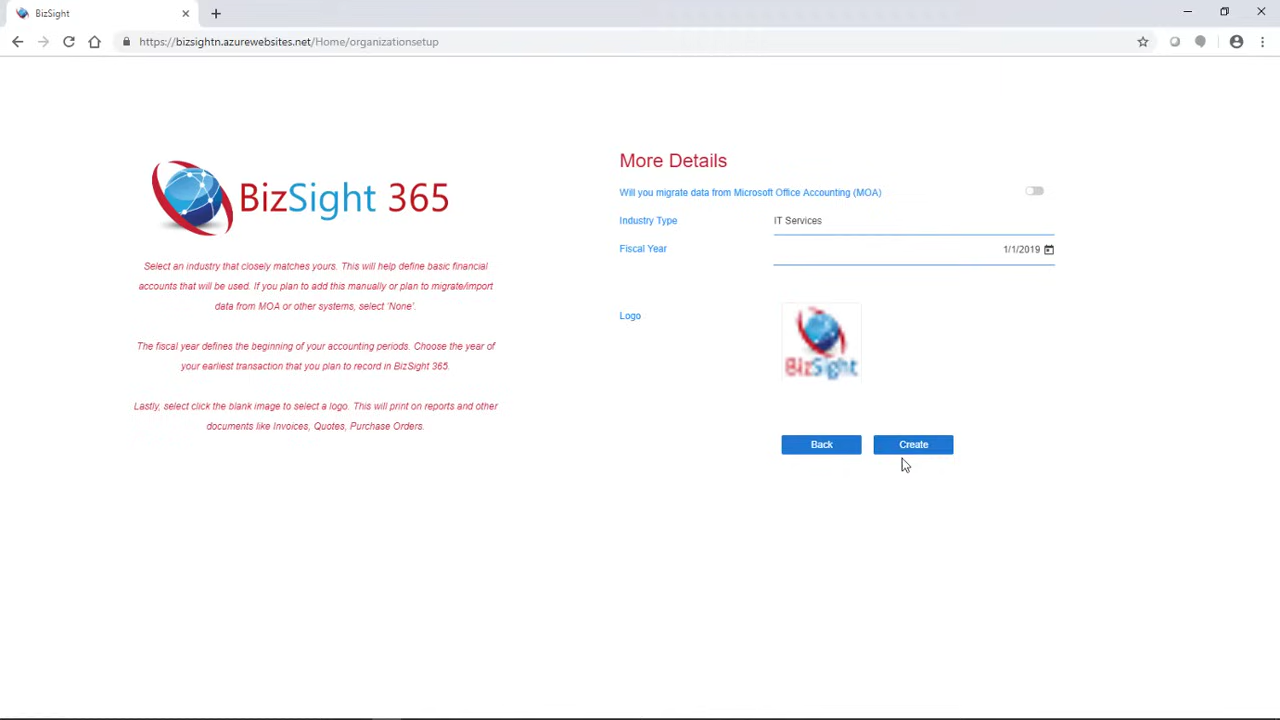 BizSight
https://bizsightn.azurewebsites.net/Home/organizationsetup
BizSight 365
Select an industry that closely matches yours. This will help define basic financial
accounts that will be used. If you plan to add this manually or plan to migrate/import
data from MOA or other systems, select 'None'.
The fiscal year defines the beginning of your accounting periods. Choose the year of
your earliest transaction that you plan to record in BizSight 365.
Lastly, select click the blank image to select a logo. This will print on reports and other
documents like Invoices, Quotes, Purchase Orders.
More Details
Will you migrate data from Microsoft Office Accounting (MOA)
Industry Type IT Services
Fiscal Year 1/1/2019
Logo
BizSight
Back Create